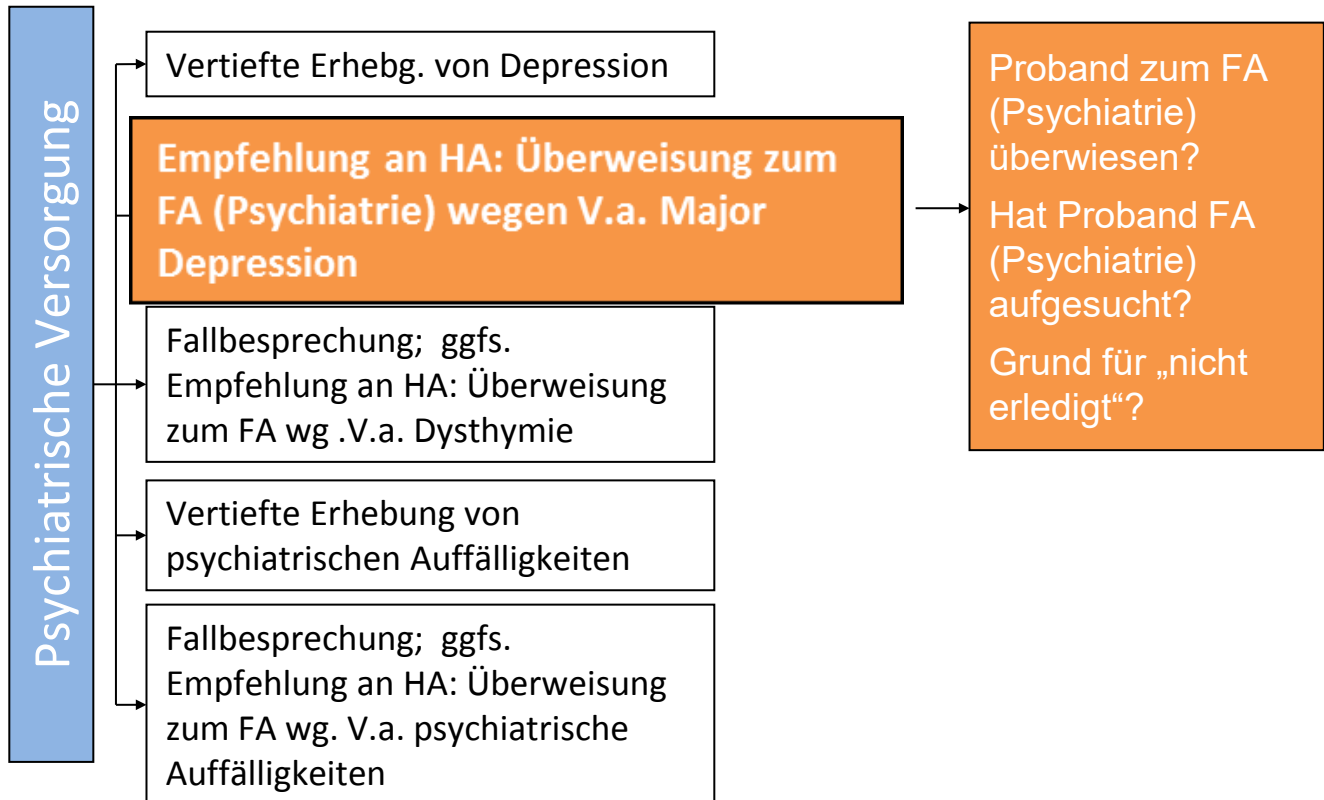 Psychiatrische Versorgung
Vertiefte Erhebg. von Depression
Empfehlung an HA: Überweisung zum
FA (Psychiatrie) wegen V.a. Major
Depression
Fallbesprechung; ggfs.
Empfehlung an HA: Überweisung
zum FA wg .V.a. Dysthymie
Vertiefte Erhebung von
psychiatrischen Auffälligkeiten
Fallbesprechung; ggfs.
Empfehlung an HA: Überweisung
zum FA wg. V.a. psychiatrische
Auffälligkeiten
Proband zum FA
(Psychiatrie)
überwiesen?
Hat Proband FA
(Psychiatrie)
aufgesucht?
Grund für „nicht
erledigt“?